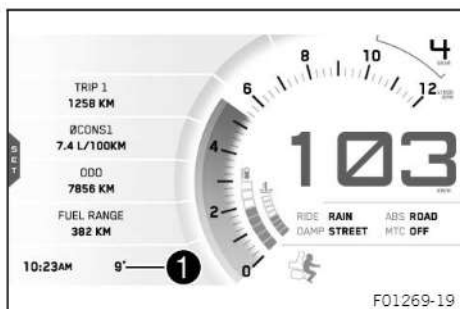 TRIP 1
1258 KM
ØCONS1
7.4 L/100KM
ODO
7856 KM
FUEL RANGE
382 KM
SET
10:23AM
9°
1
0
2
4
6
8
10
12
4
103
RIDE RAIN
ABS ROAD
DAMP STREET
MTC OFF
F01269-19